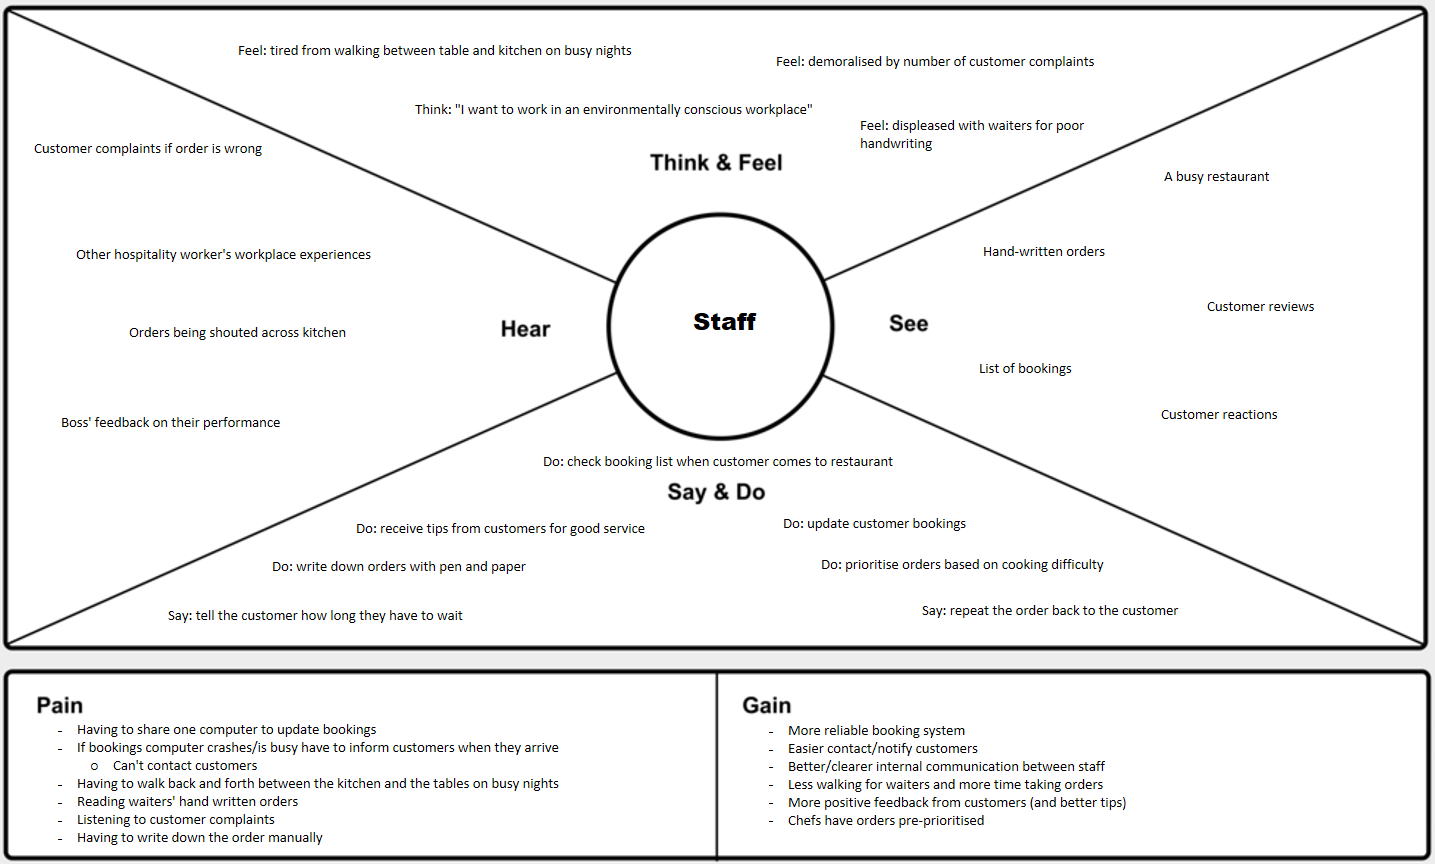 Feel: tired from walking between table and kitchen on busy nights
Feel: demoralised by number of customer complaints
Think: "I want to work in an environmentally conscious workplace"
Feel: displeased with waiters for poor
handwriting
Think & Feel
Customer complaints if order is wrong
Other hospitality worker's workplace experiences
Orders being shouted across kitchen
Hear
Boss' feedback on their performance
Staff
A busy restaurant
Hand-written orders
Customer reviews
See
List of bookings
Customer reactions
Do: check booking list when customer comes to restaurant
Say & Do
Do: receive tips from customers for good service
Do: update customer bookings
Do: write down orders with pen and paper
Do: prioritise orders based on cooking difficulty
Say: tell the customer how long they have to wait
Say: repeat the order back to the customer
Pain
- Having to share one computer to update bookings
- If bookings computer crashes/is busy have to inform customers when they arrive
o Can't contact customers
- Having to walk back and forth between the kitchen and the tables on busy nights
- Reading waiters' hand written orders
- Listening to customer complaints
- Having to write down the order manually
Gain
- More reliable booking system
- Easier contact/notify customers
- Better/clearer internal communication between staff
- Less walking for waiters and more time taking orders
- More positive feedback from customers (and better tips)
- Chefs have orders pre-prioritised